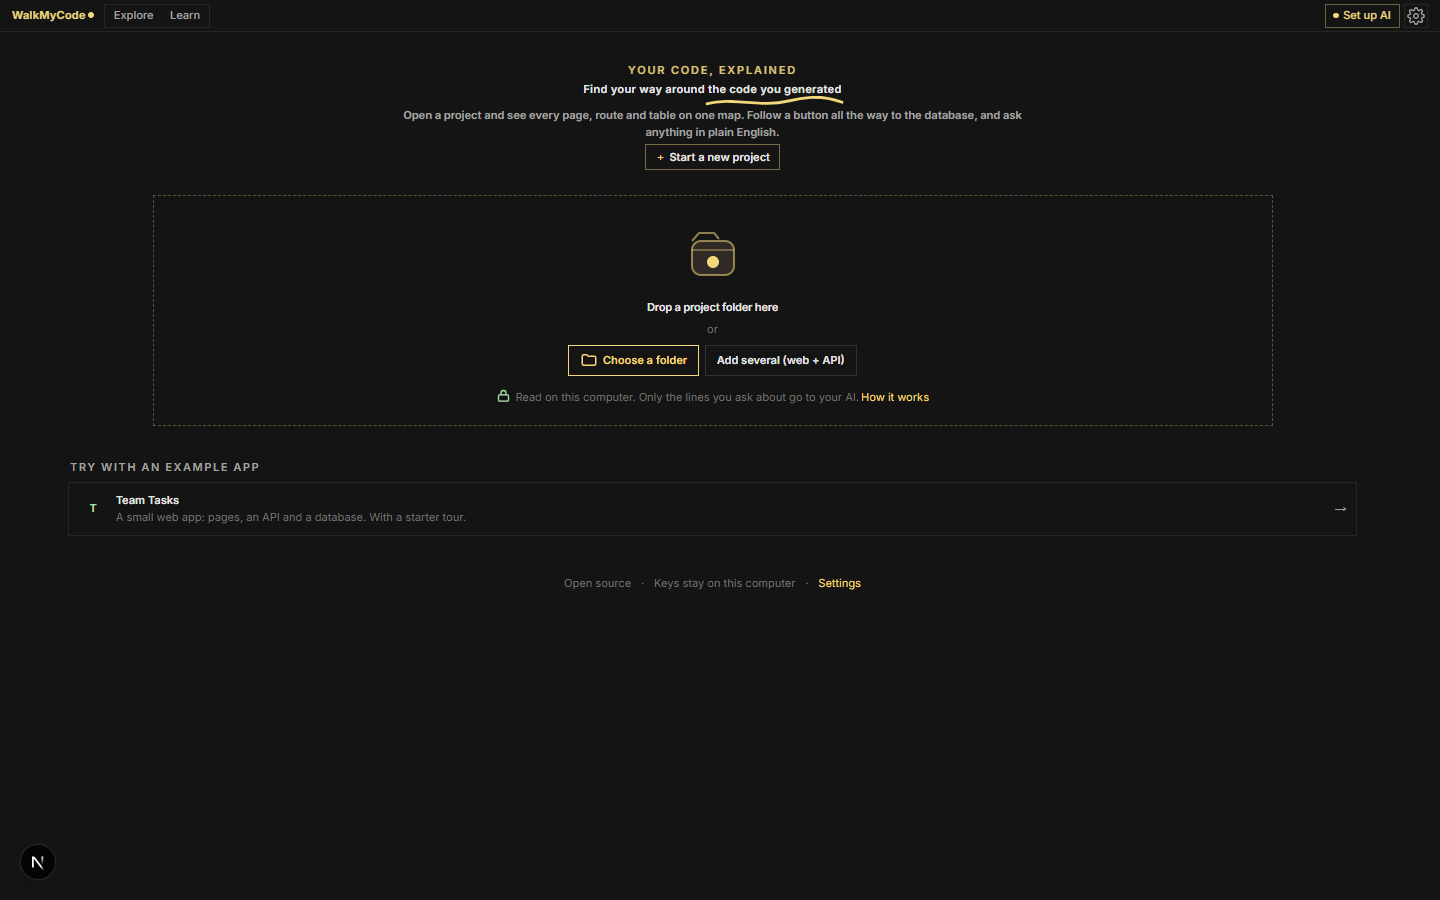 WalkMyCode
Explore
Learn
Set up AI
YOUR CODE, EXPLAINED
Find your way around the code you generated
Open a project and see every page, route and table on one map. Follow a button all the way to the database, and ask
anything in plain English.
+ Start a new project
Drop a project folder here
or
Choose a folder
Add several (web + API)
Read on this computer. Only the lines you ask about go to your AI. How it works
TRY WITH AN EXAMPLE APP
T
Team Tasks
A small web app: pages, an API and a database. With a starter tour.
→
Open source · Keys stay on this computer · Settings
N